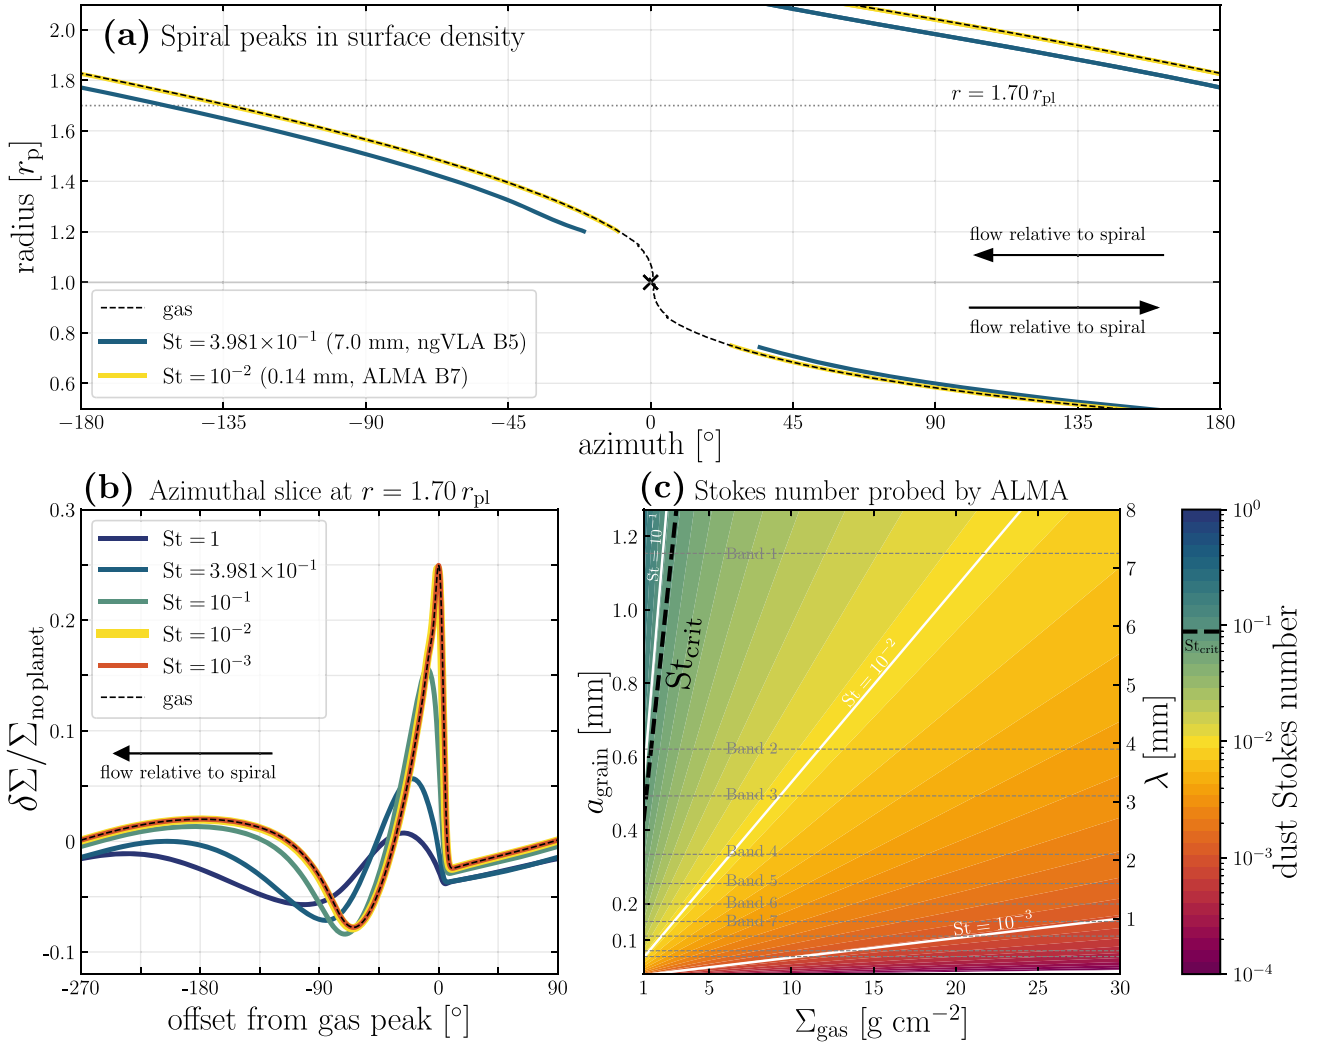 (a) Spiral peaks in surface density
radius [r_p]
2.0
1.8
1.6
1.4
1.2
1.0
0.8
0.6
r = 1.70 r_pl
flow relative to spiral
flow relative to spiral
gas
St = 3.981×10⁻¹ (7.0 mm, ngVLA B5)
St = 10⁻² (0.14 mm, ALMA B7)
−180 −135 −90 −45 0 45 90 135 180
azimuth [°]
(b) Azimuthal slice at r = 1.70 r_pl
δΣ/Σ_no planet
0.3
0.2
0.1
0
-0.1
St = 1
St = 3.981×10⁻¹
St = 10⁻¹
St = 10⁻²
St = 10⁻³
gas
flow relative to spiral
-270 -180 -90 0 90
offset from gas peak [°]
(c) Stokes number probed by ALMA
a_grain [mm]
1.2
1.0
0.8
0.6
0.4
0.2
0.1
St = 10⁻¹
St_crit
St = 10⁻²
St = 10⁻³
Band 1
Band 2
Band 3
Band 4
Band 5
Band 6
Band 7
1 5 10 15 20 25 30
Σ_gas [g cm⁻²]
8
7
6
5
4
3
2
1
λ [mm]
10⁰
10⁻¹
St_crit
10⁻²
10⁻³
10⁻⁴
dust Stokes number